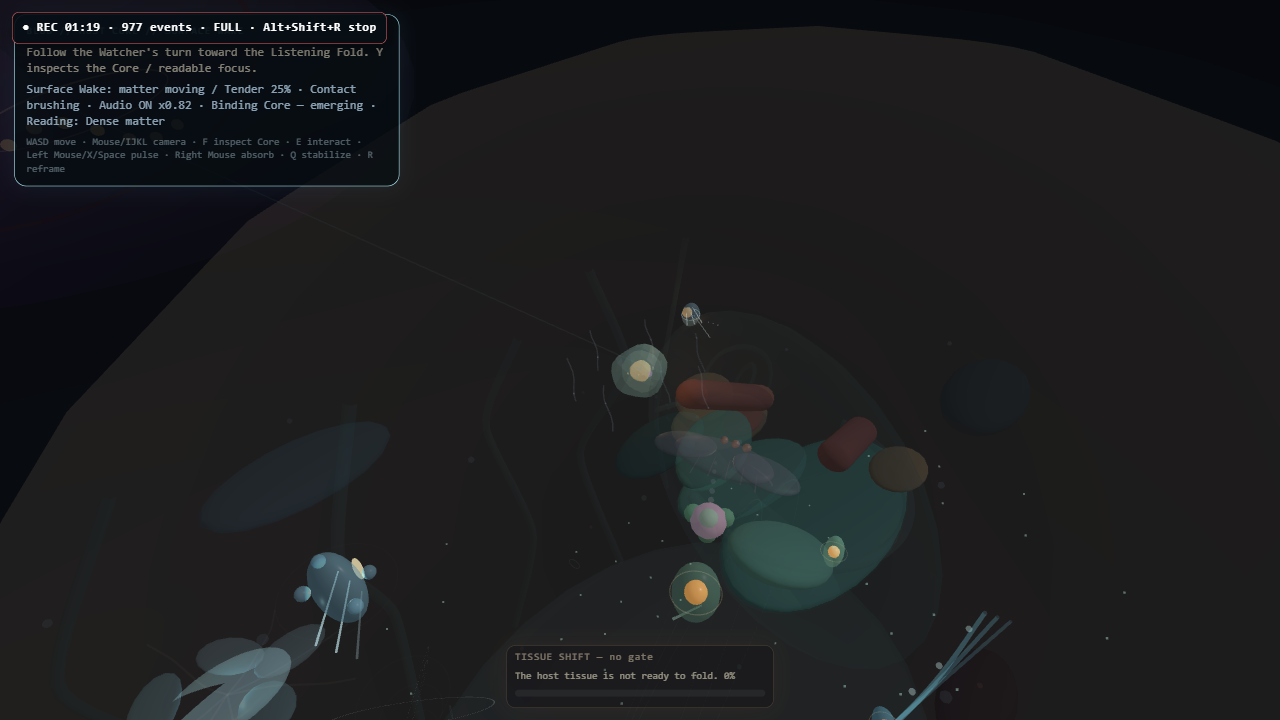 ● REC 01:19 · 977 events · FULL · Alt+Shift+R stop
Follow the Watcher's turn toward the Listening Fold. Y
inspects the Core / readable focus.
Surface Wake: matter moving / Tender 25% · Contact
brushing · Audio ON x0.82 · Binding Core — emerging ·
Reading: Dense matter
WASD move · Mouse/IJKL camera · F inspect Core · E interact ·
Left Mouse/X/Space pulse · Right Mouse absorb · Q stabilize · R
reframe
TISSUE SHIFT — no gate
The host tissue is not ready to fold. 0%